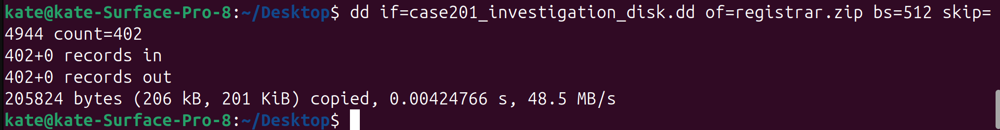 kate@kate-Surface-Pro-8:~/Desktop$ dd if=case201_investigation_disk.dd of=registrar.zip bs=512 skip=
4944 count=402
402+0 records in
402+0 records out
205824 bytes (206 kB, 201 KiB) copied, 0.00424766 s, 48.5 MB/s
kate@kate-Surface-Pro-8:~/Desktop$